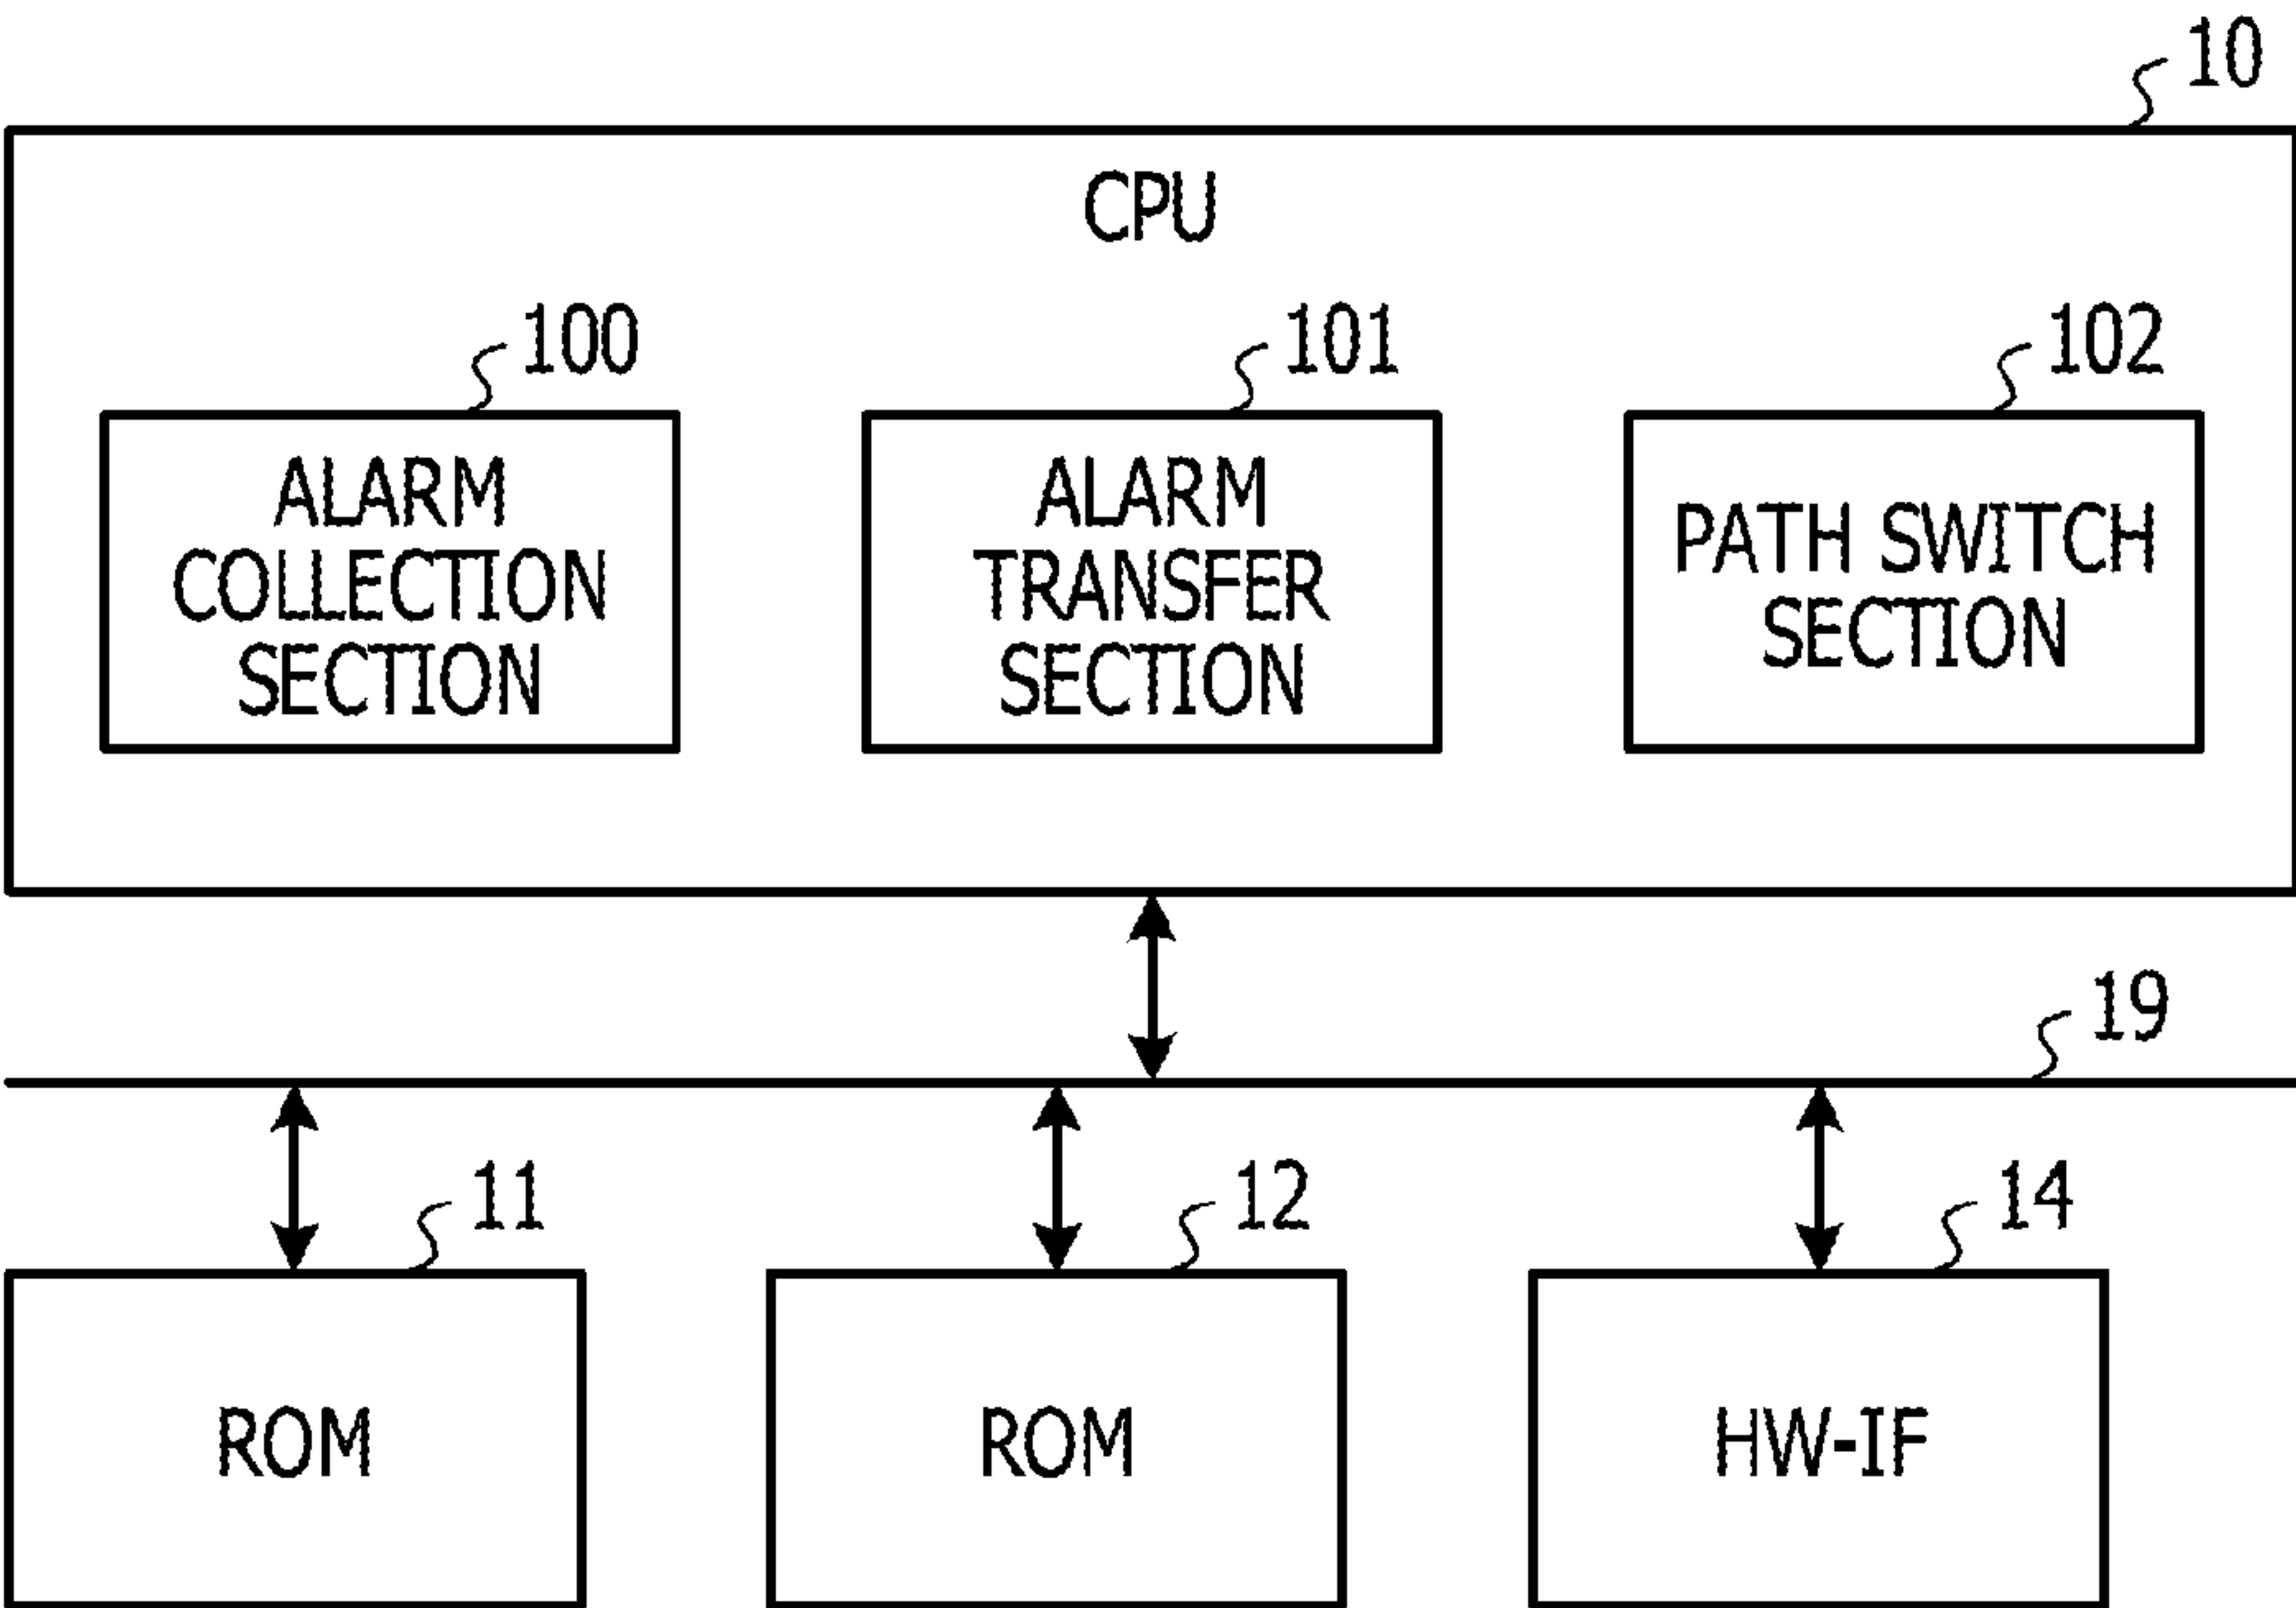 10
CPU
100
101
102
ALARM
COLLECTION
SECTION
ALARM
TRANSFER
SECTION
PATH SWITCH
SECTION
19
11
12
14
ROM
ROM
HW-IF